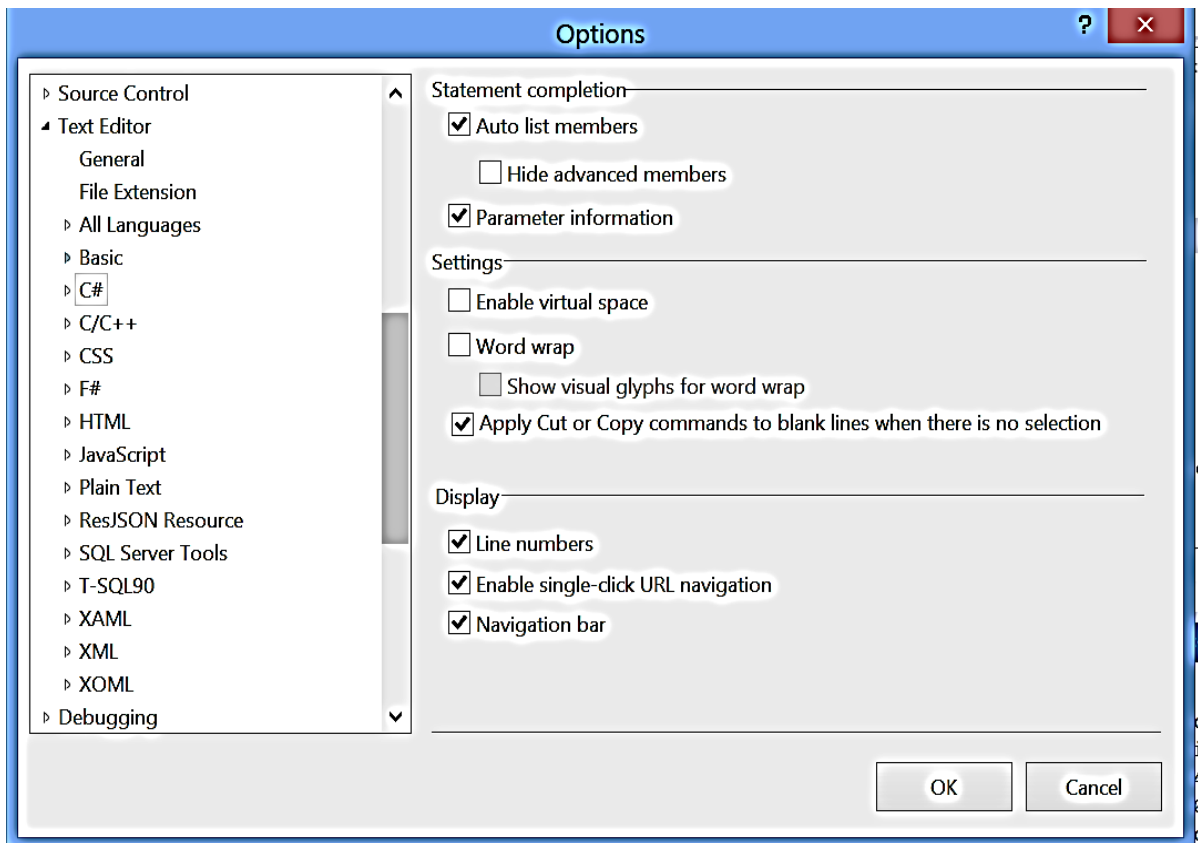 Options
?
Source Control
Text Editor
General
File Extension
All Languages
Basic
C#
C/C++
CSS
F#
HTML
JavaScript
Plain Text
ResJSON Resource
SQL Server Tools
T-SQL90
XAML
XML
XOML
Debugging
Statement completion
Auto list members
Hide advanced members
Parameter information
Settings
Enable virtual space
Word wrap
Show visual glyphs for word wrap
Apply Cut or Copy commands to blank lines when there is no selection
Display
Line numbers
Enable single-click URL navigation
Navigation bar
OK
Cancel